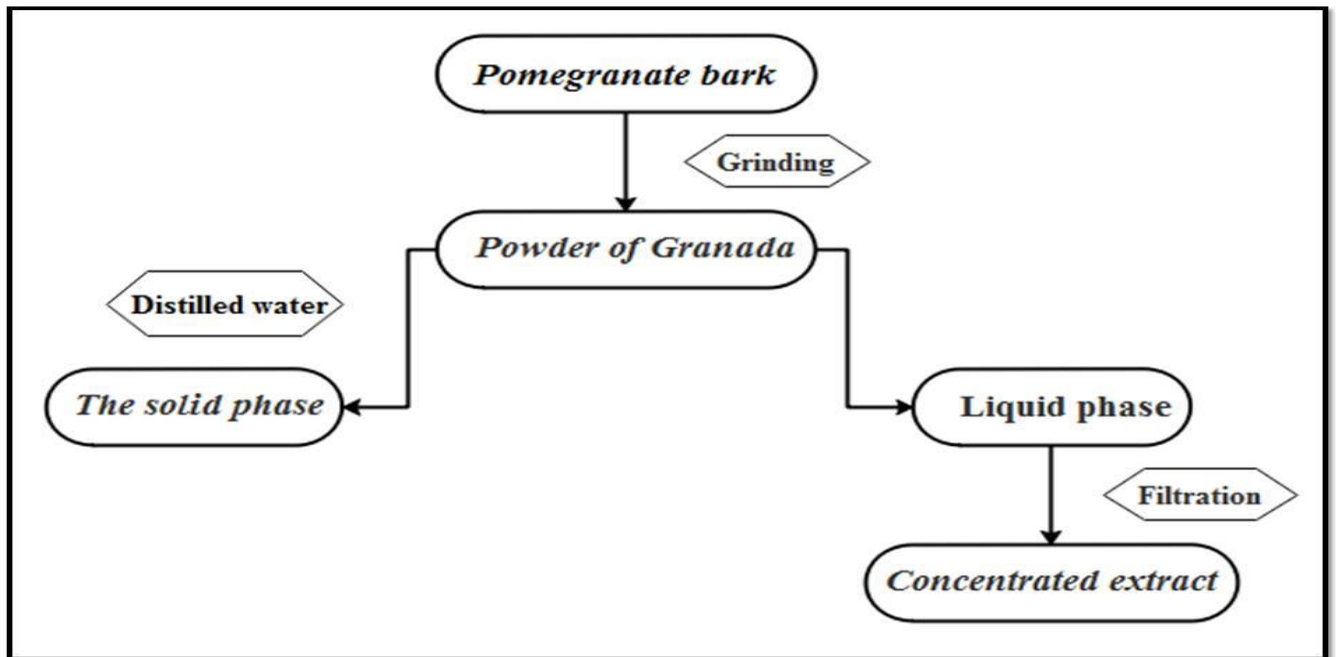 Pomegranate bark
Grinding
Powder of Granada
Distilled water
The solid phase
Liquid phase
Filtration
Concentrated extract